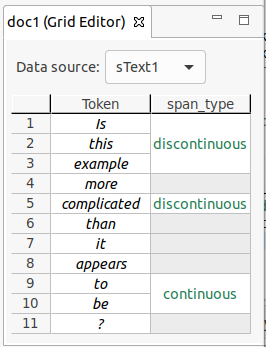 doc1 (Grid Editor)
Data source: sText1
Token span_type
1 Is
2 this discontinuous
3 example
4 more
5 complicated discontinuous
6 than
7 it
8 appears
9 to continuous
10 be
11 ?